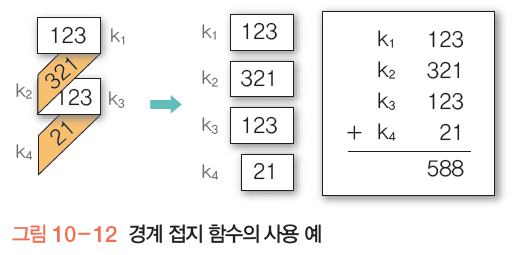 123 k₁
k₂ 321
123 k₃
k₄ 21
k₁ 123
k₂ 321
k₃ 123
k₄ 21
k₁ 123
k₂ 321
k₃ 123
+ k₄ 21
588
그림 10-12 경계 접지 함수의 사용 예